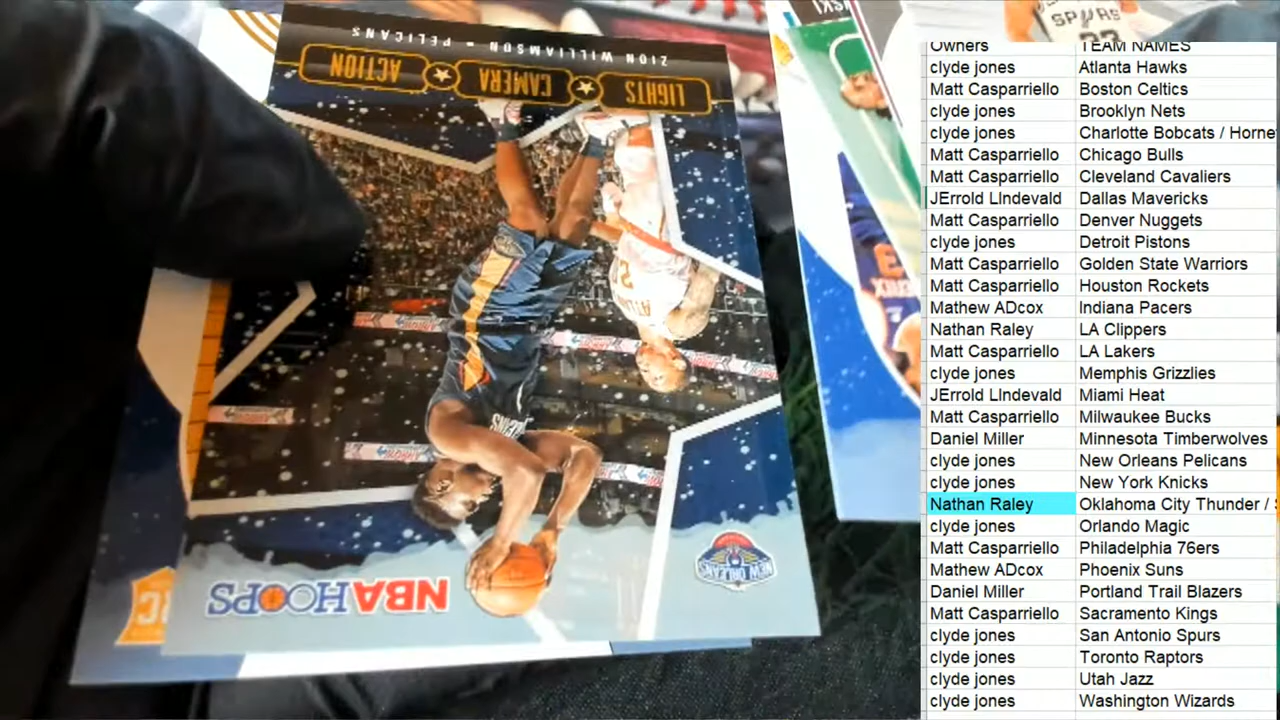 ZION WILLIAMSON - PELICANS
LIGHTS CAMERA ACTION
ATLANTA
NEW ORLEANS
NBA HOOPS
RC
SPURS
Owners TEAM NAMES
clyde jones Atlanta Hawks
Matt Casparriello Boston Celtics
clyde jones Brooklyn Nets
clyde jones Charlotte Bobcats / Horne
Matt Casparriello Chicago Bulls
Matt Casparriello Cleveland Cavaliers
JErrold LIndevald Dallas Mavericks
Matt Casparriello Denver Nuggets
clyde jones Detroit Pistons
Matt Casparriello Golden State Warriors
Matt Casparriello Houston Rockets
Mathew ADcox Indiana Pacers
Nathan Raley LA Clippers
Matt Casparriello LA Lakers
clyde jones Memphis Grizzlies
JErrold LIndevald Miami Heat
Matt Casparriello Milwaukee Bucks
Daniel Miller Minnesota Timberwolves
clyde jones New Orleans Pelicans
clyde jones New York Knicks
Nathan Raley Oklahoma City Thunder /
clyde jones Orlando Magic
Matt Casparriello Philadelphia 76ers
Mathew ADcox Phoenix Suns
Daniel Miller Portland Trail Blazers
Matt Casparriello Sacramento Kings
clyde jones San Antonio Spurs
clyde jones Toronto Raptors
clyde jones Utah Jazz
clyde jones Washington Wizards